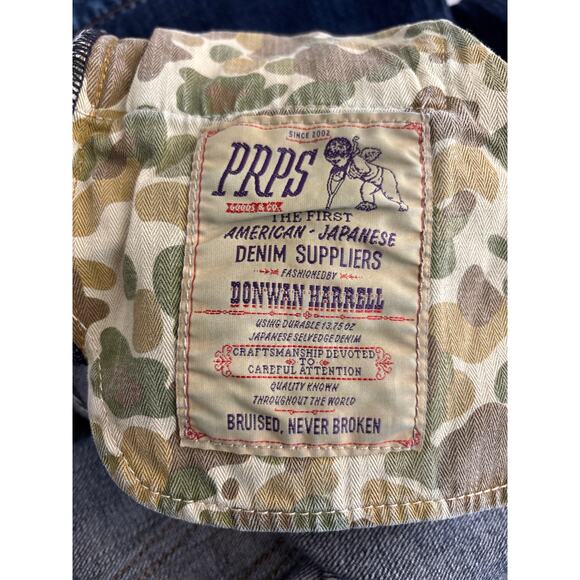 SINCE 2002
PRPS
GOODS & CO.
THE FIRST
AMERICAN - JAPANESE
DENIM SUPPLIERS
FASHIONED BY
DONWAN HARRELL
USING DURABLE 13.75 OZ
JAPANESE SELVEDGE DENIM
CRAFTSMANSHIP DEVOTED
TO
CAREFUL ATTENTION
QUALITY KNOWN
THROUGHOUT THE WORLD
BRUISED, NEVER BROKEN